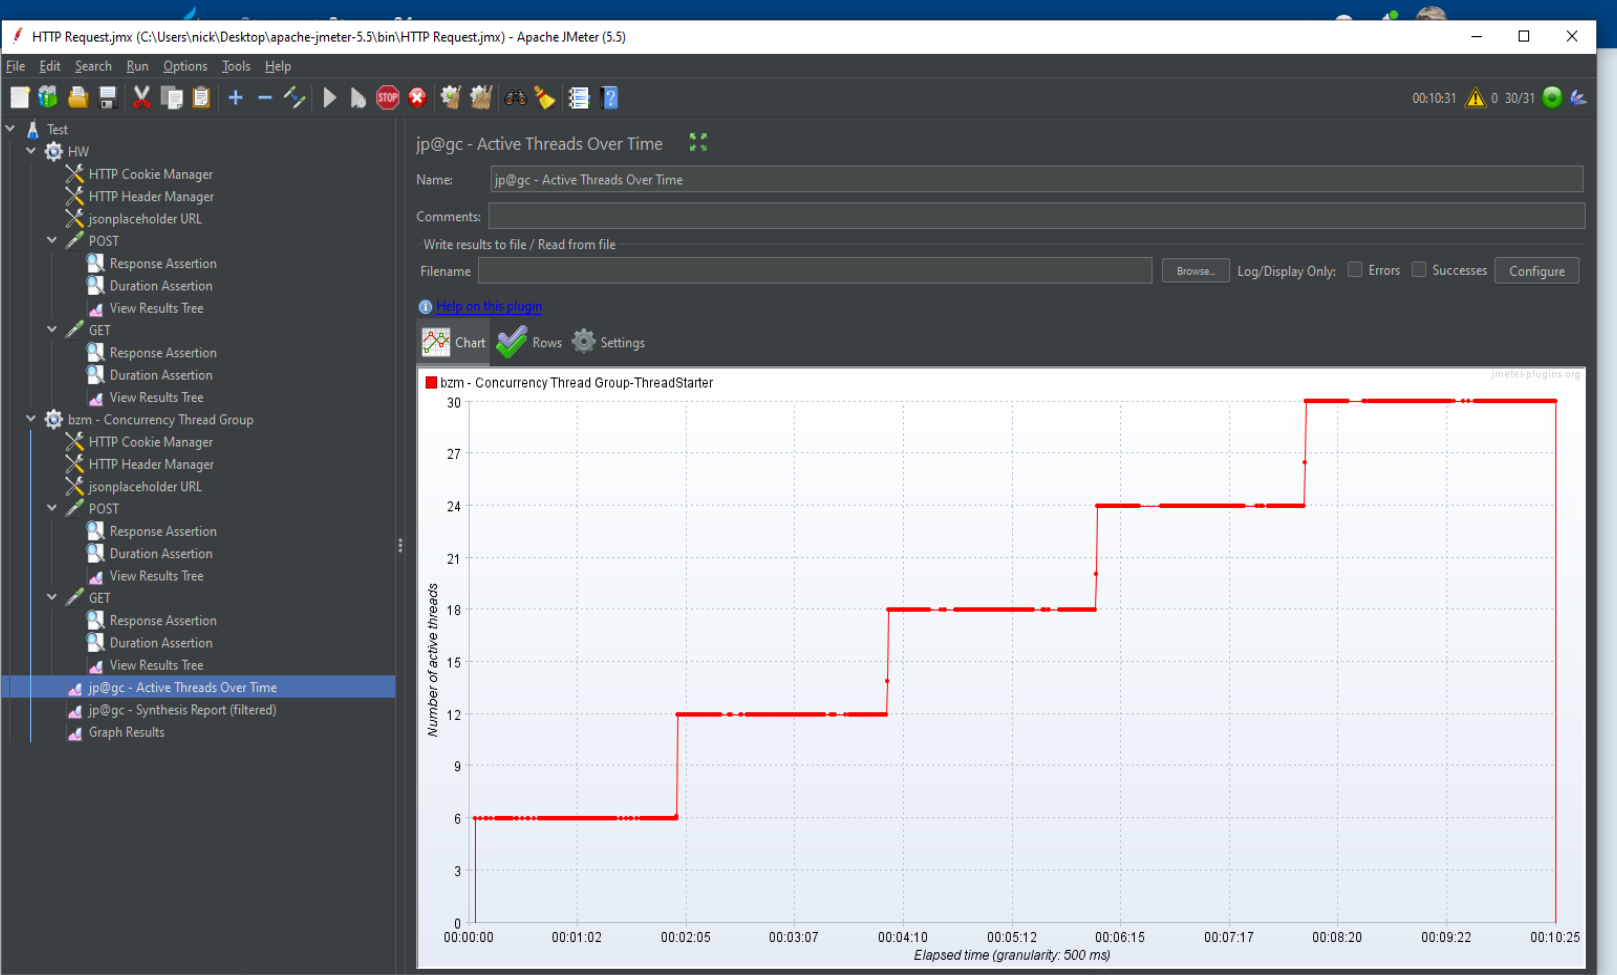 HTTP Request.jmx (C:\Users\nick\Desktop\apache-jmeter-5.5\bin\HTTP Request.jmx) - Apache JMeter (5.5)
File Edit Search Run Options Tools Help
STOP
00:10:31 0 30/31
Test
HW
HTTP Cookie Manager
HTTP Header Manager
jsonplaceholder URL
POST
Response Assertion
Duration Assertion
View Results Tree
GET
Response Assertion
Duration Assertion
View Results Tree
bzm - Concurrency Thread Group
HTTP Cookie Manager
HTTP Header Manager
jsonplaceholder URL
POST
Response Assertion
Duration Assertion
View Results Tree
GET
Response Assertion
Duration Assertion
View Results Tree
jp@gc - Active Threads Over Time
jp@gc - Synthesis Report (filtered)
Graph Results
jp@gc - Active Threads Over Time
Name: jp@gc - Active Threads Over Time
Comments:
Write results to file / Read from file
Filename Browse... Log/Display Only: Errors Successes Configure
Help on this plugin
Chart Rows Settings
jmeter-plugins.org
bzm - Concurrency Thread Group-ThreadStarter
30
27
24
21
18
15
12
9
6
3
0
Number of active threads
00:00:00 00:01:02 00:02:05 00:03:07 00:04:10 00:05:12 00:06:15 00:07:17 00:08:20 00:09:22 00:10:25
Elapsed time (granularity: 500 ms)